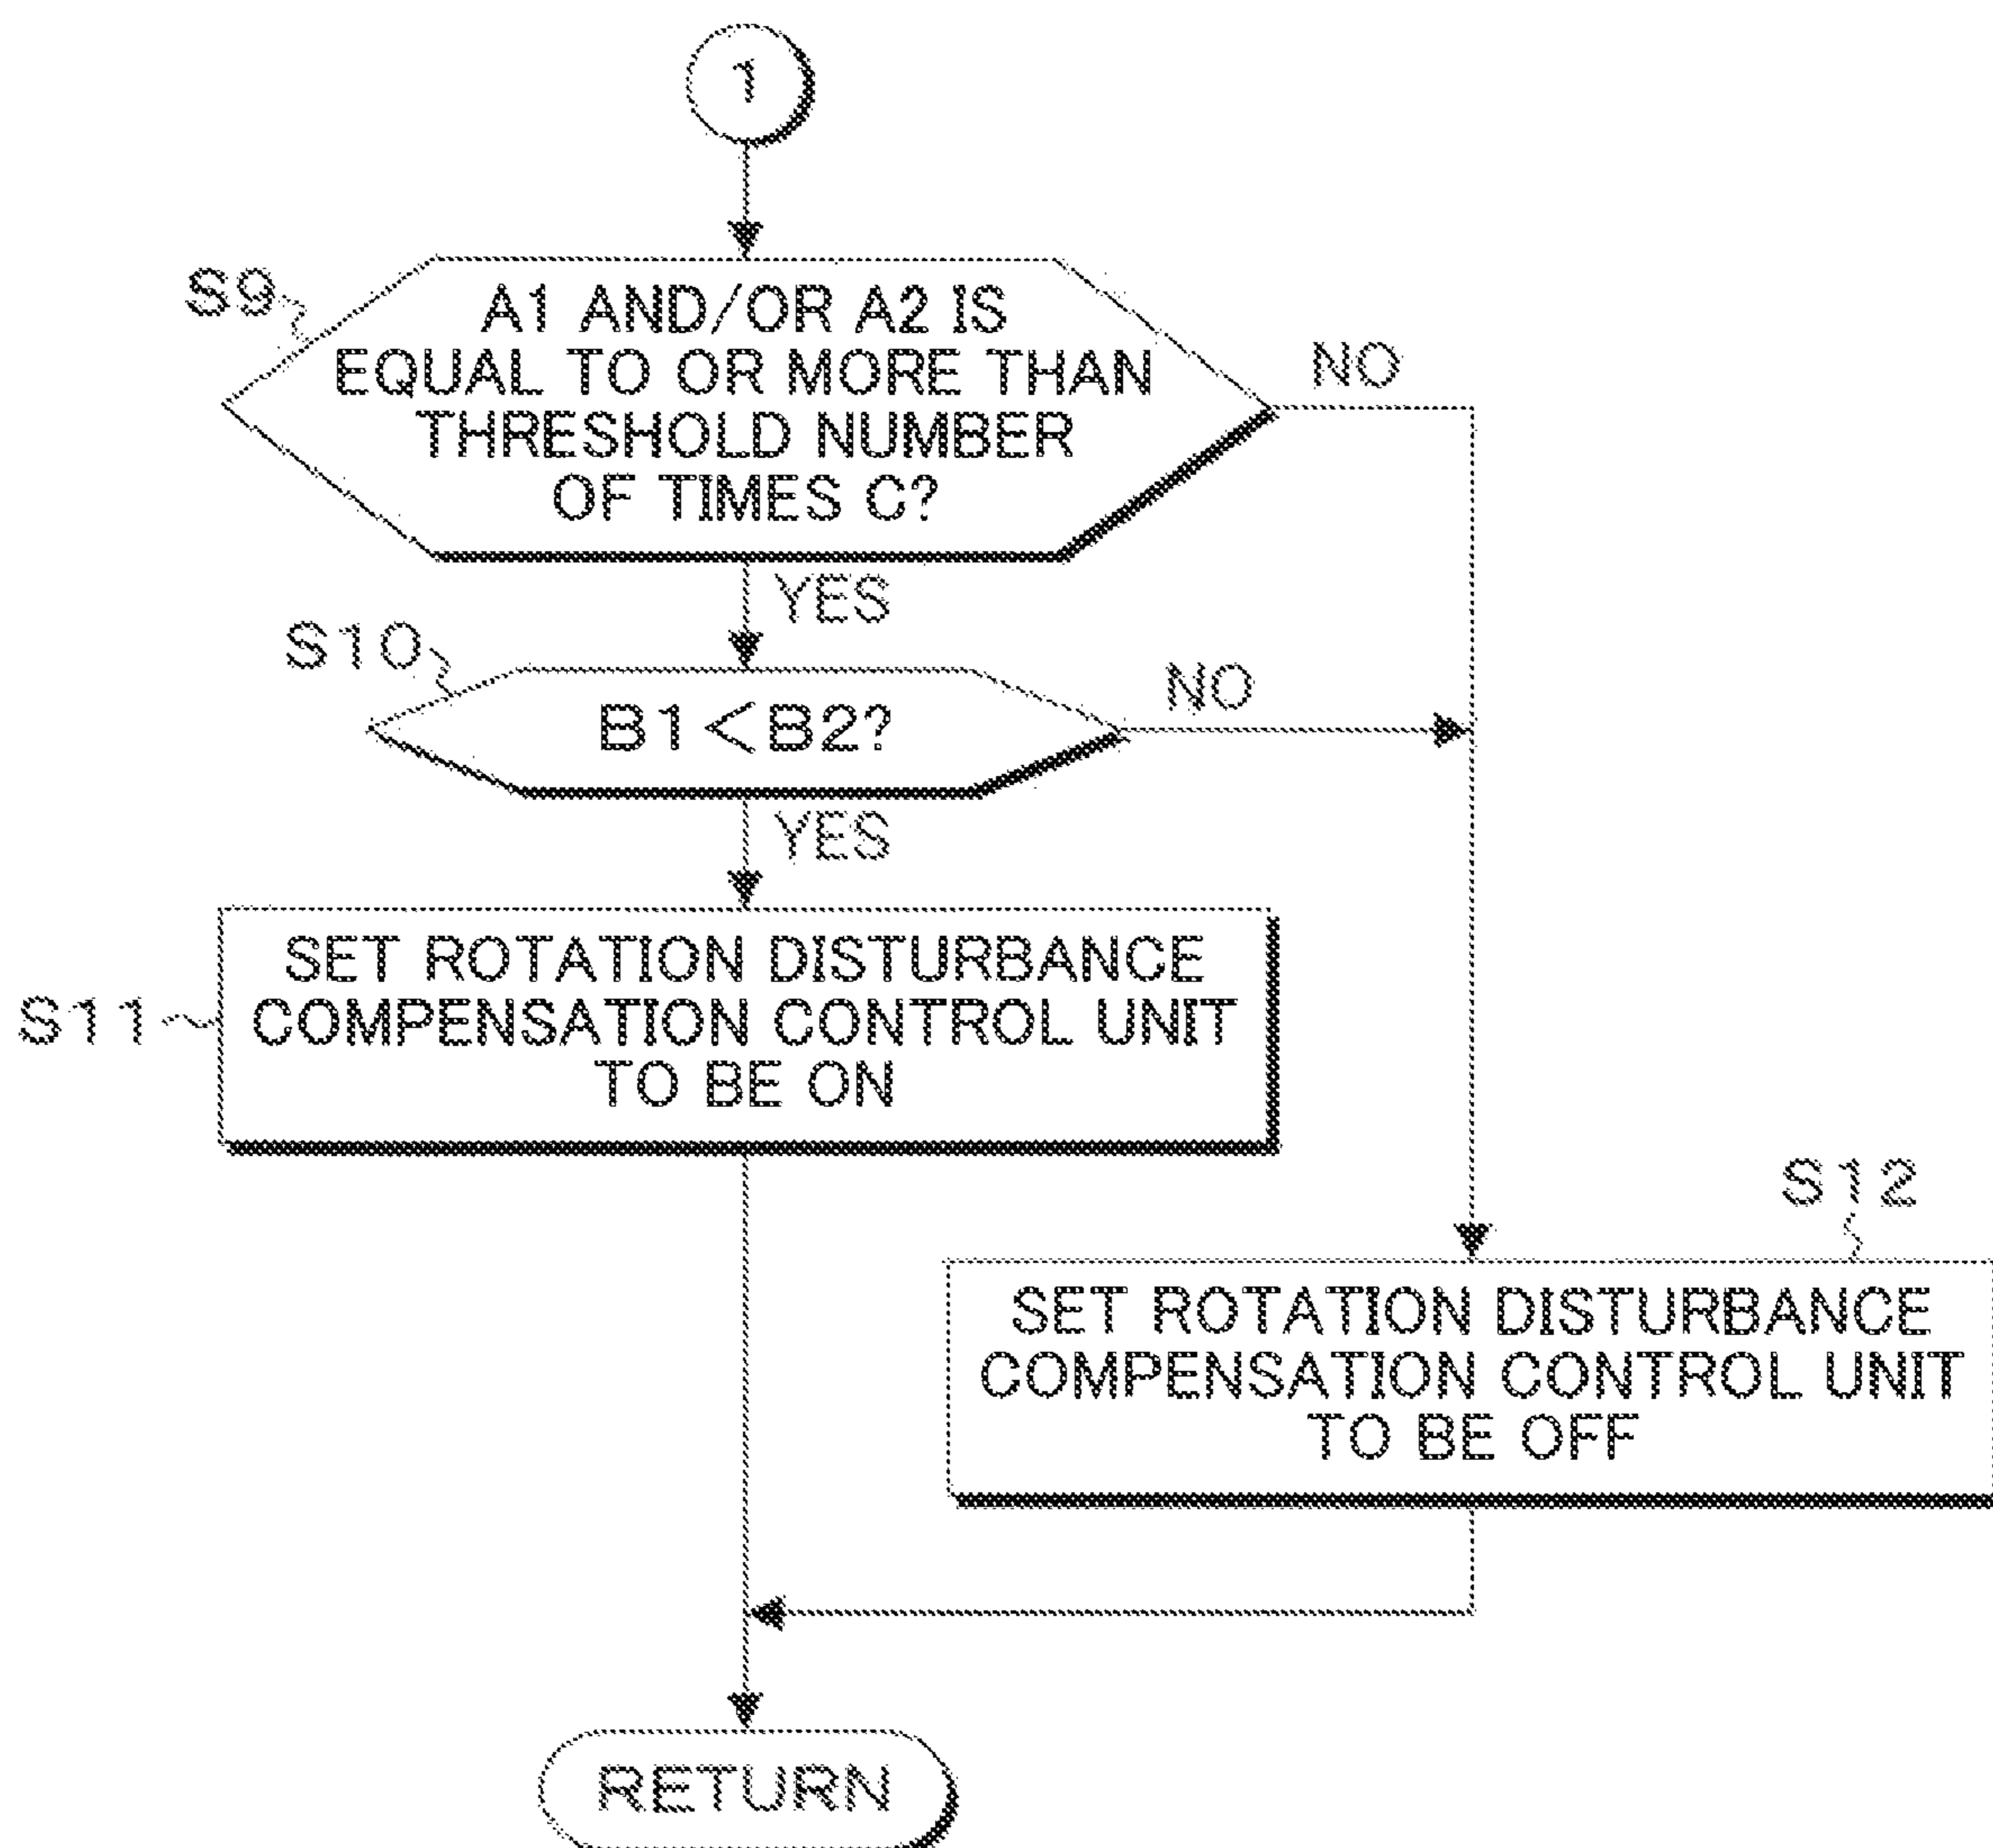 1
S9
A1 AND/OR A2 IS
EQUAL TO OR MORE THAN
THRESHOLD NUMBER
OF TIMES C?
NO
YES
S10
B1<B2?
NO
YES
S11
SET ROTATION DISTURBANCE
COMPENSATION CONTROL UNIT
TO BE ON
S12
SET ROTATION DISTURBANCE
COMPENSATION CONTROL UNIT
TO BE OFF
RETURN